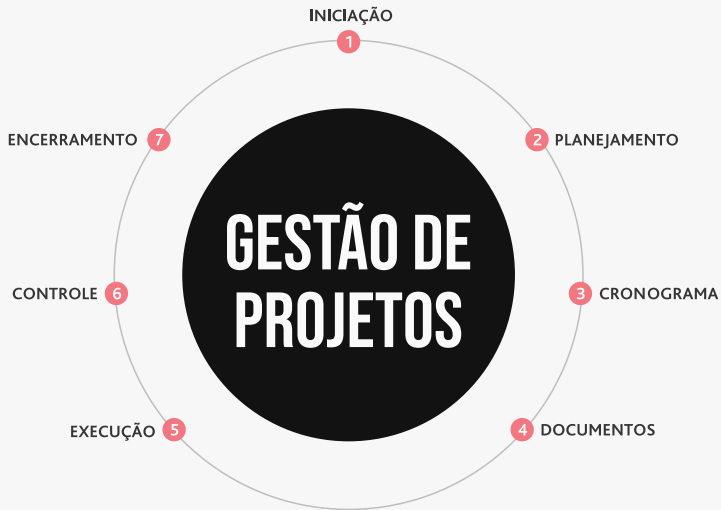 INICIAÇÃO
1
2 PLANEJAMENTO
3 CRONOGRAMA
4 DOCUMENTOS
EXECUÇÃO 5
CONTROLE 6
ENCERRAMENTO 7
GESTÃO DE
PROJETOS